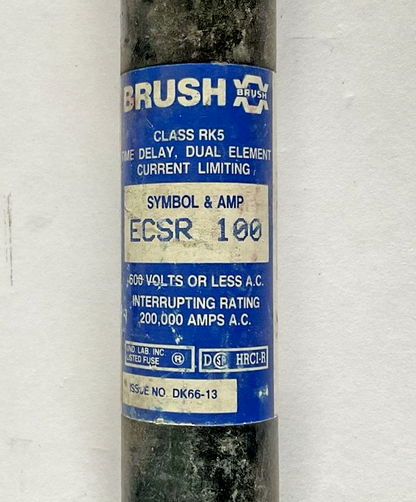 BRUSH BRUSH
CLASS RK5
TIME DELAY, DUAL ELEMENT
CURRENT LIMITING
SYMBOL & AMP
ECSR 100
600 VOLTS OR LESS A.C.
INTERRUPTING RATING
200,000 AMPS A.C.
UND. LAB. INC. LISTED FUSE ® D SA HRCI-R
ISSUE NO DK66-13